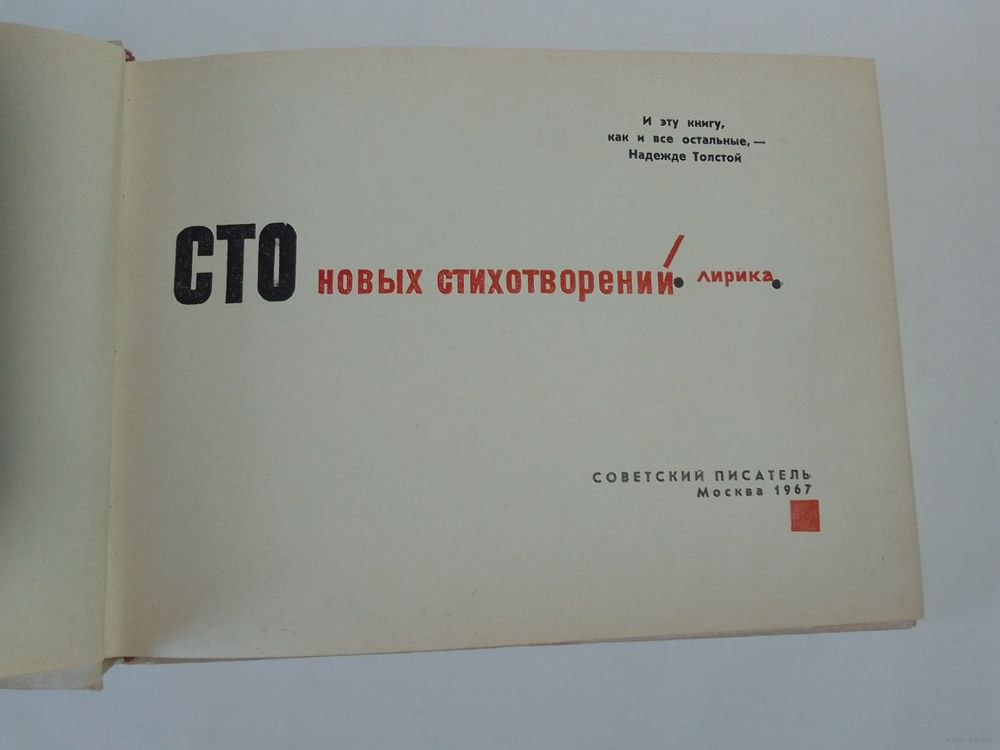 И эту книгу,
как и все остальные, —
Надежде Толстой
СТО новых стихотворений. лирика.
СОВЕТСКИЙ ПИСАТЕЛЬ
Москва 1967